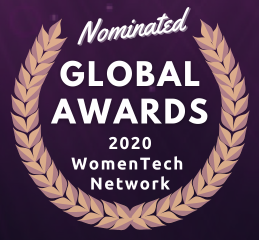 Nominated
GLOBAL
AWARDS
2020
WomenTech
Network